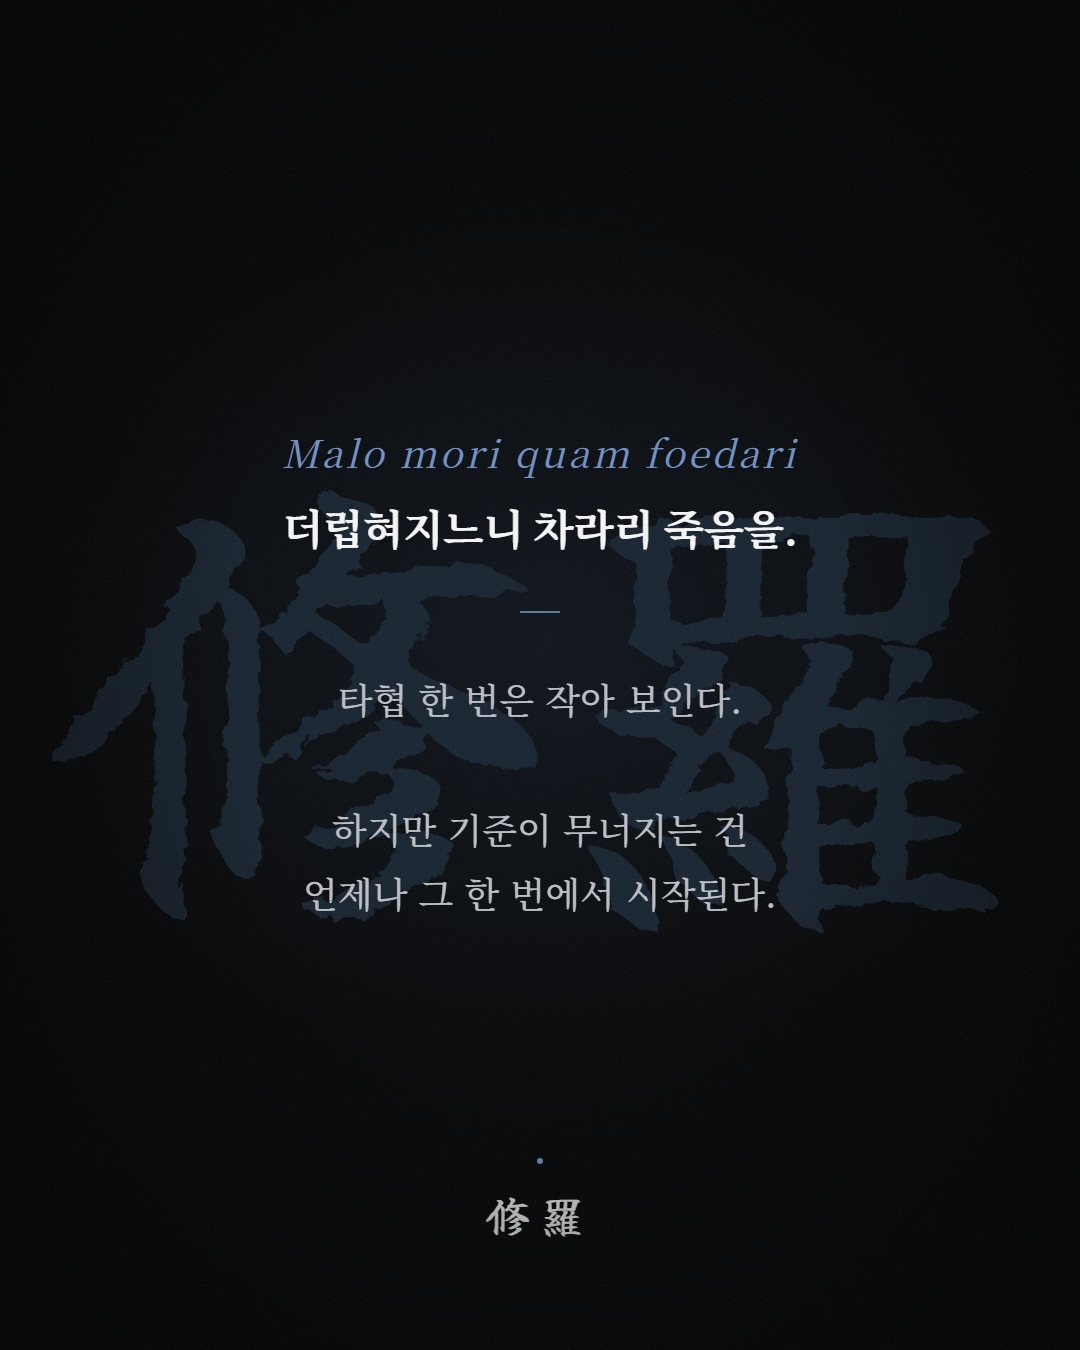 Malo mori quam foedari
더럽혀지느니 차라리 죽음을.
修羅
타협 한 번은 작아 보인다.
하지만 기준이 무너지는 건
언제나 그 한 번에서 시작된다.
修羅